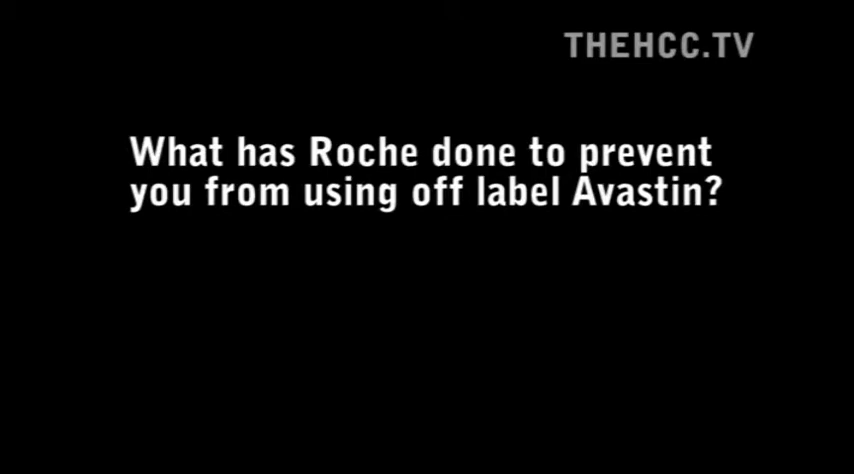 THEHCC.TV
What has Roche done to prevent
you from using off label Avastin?